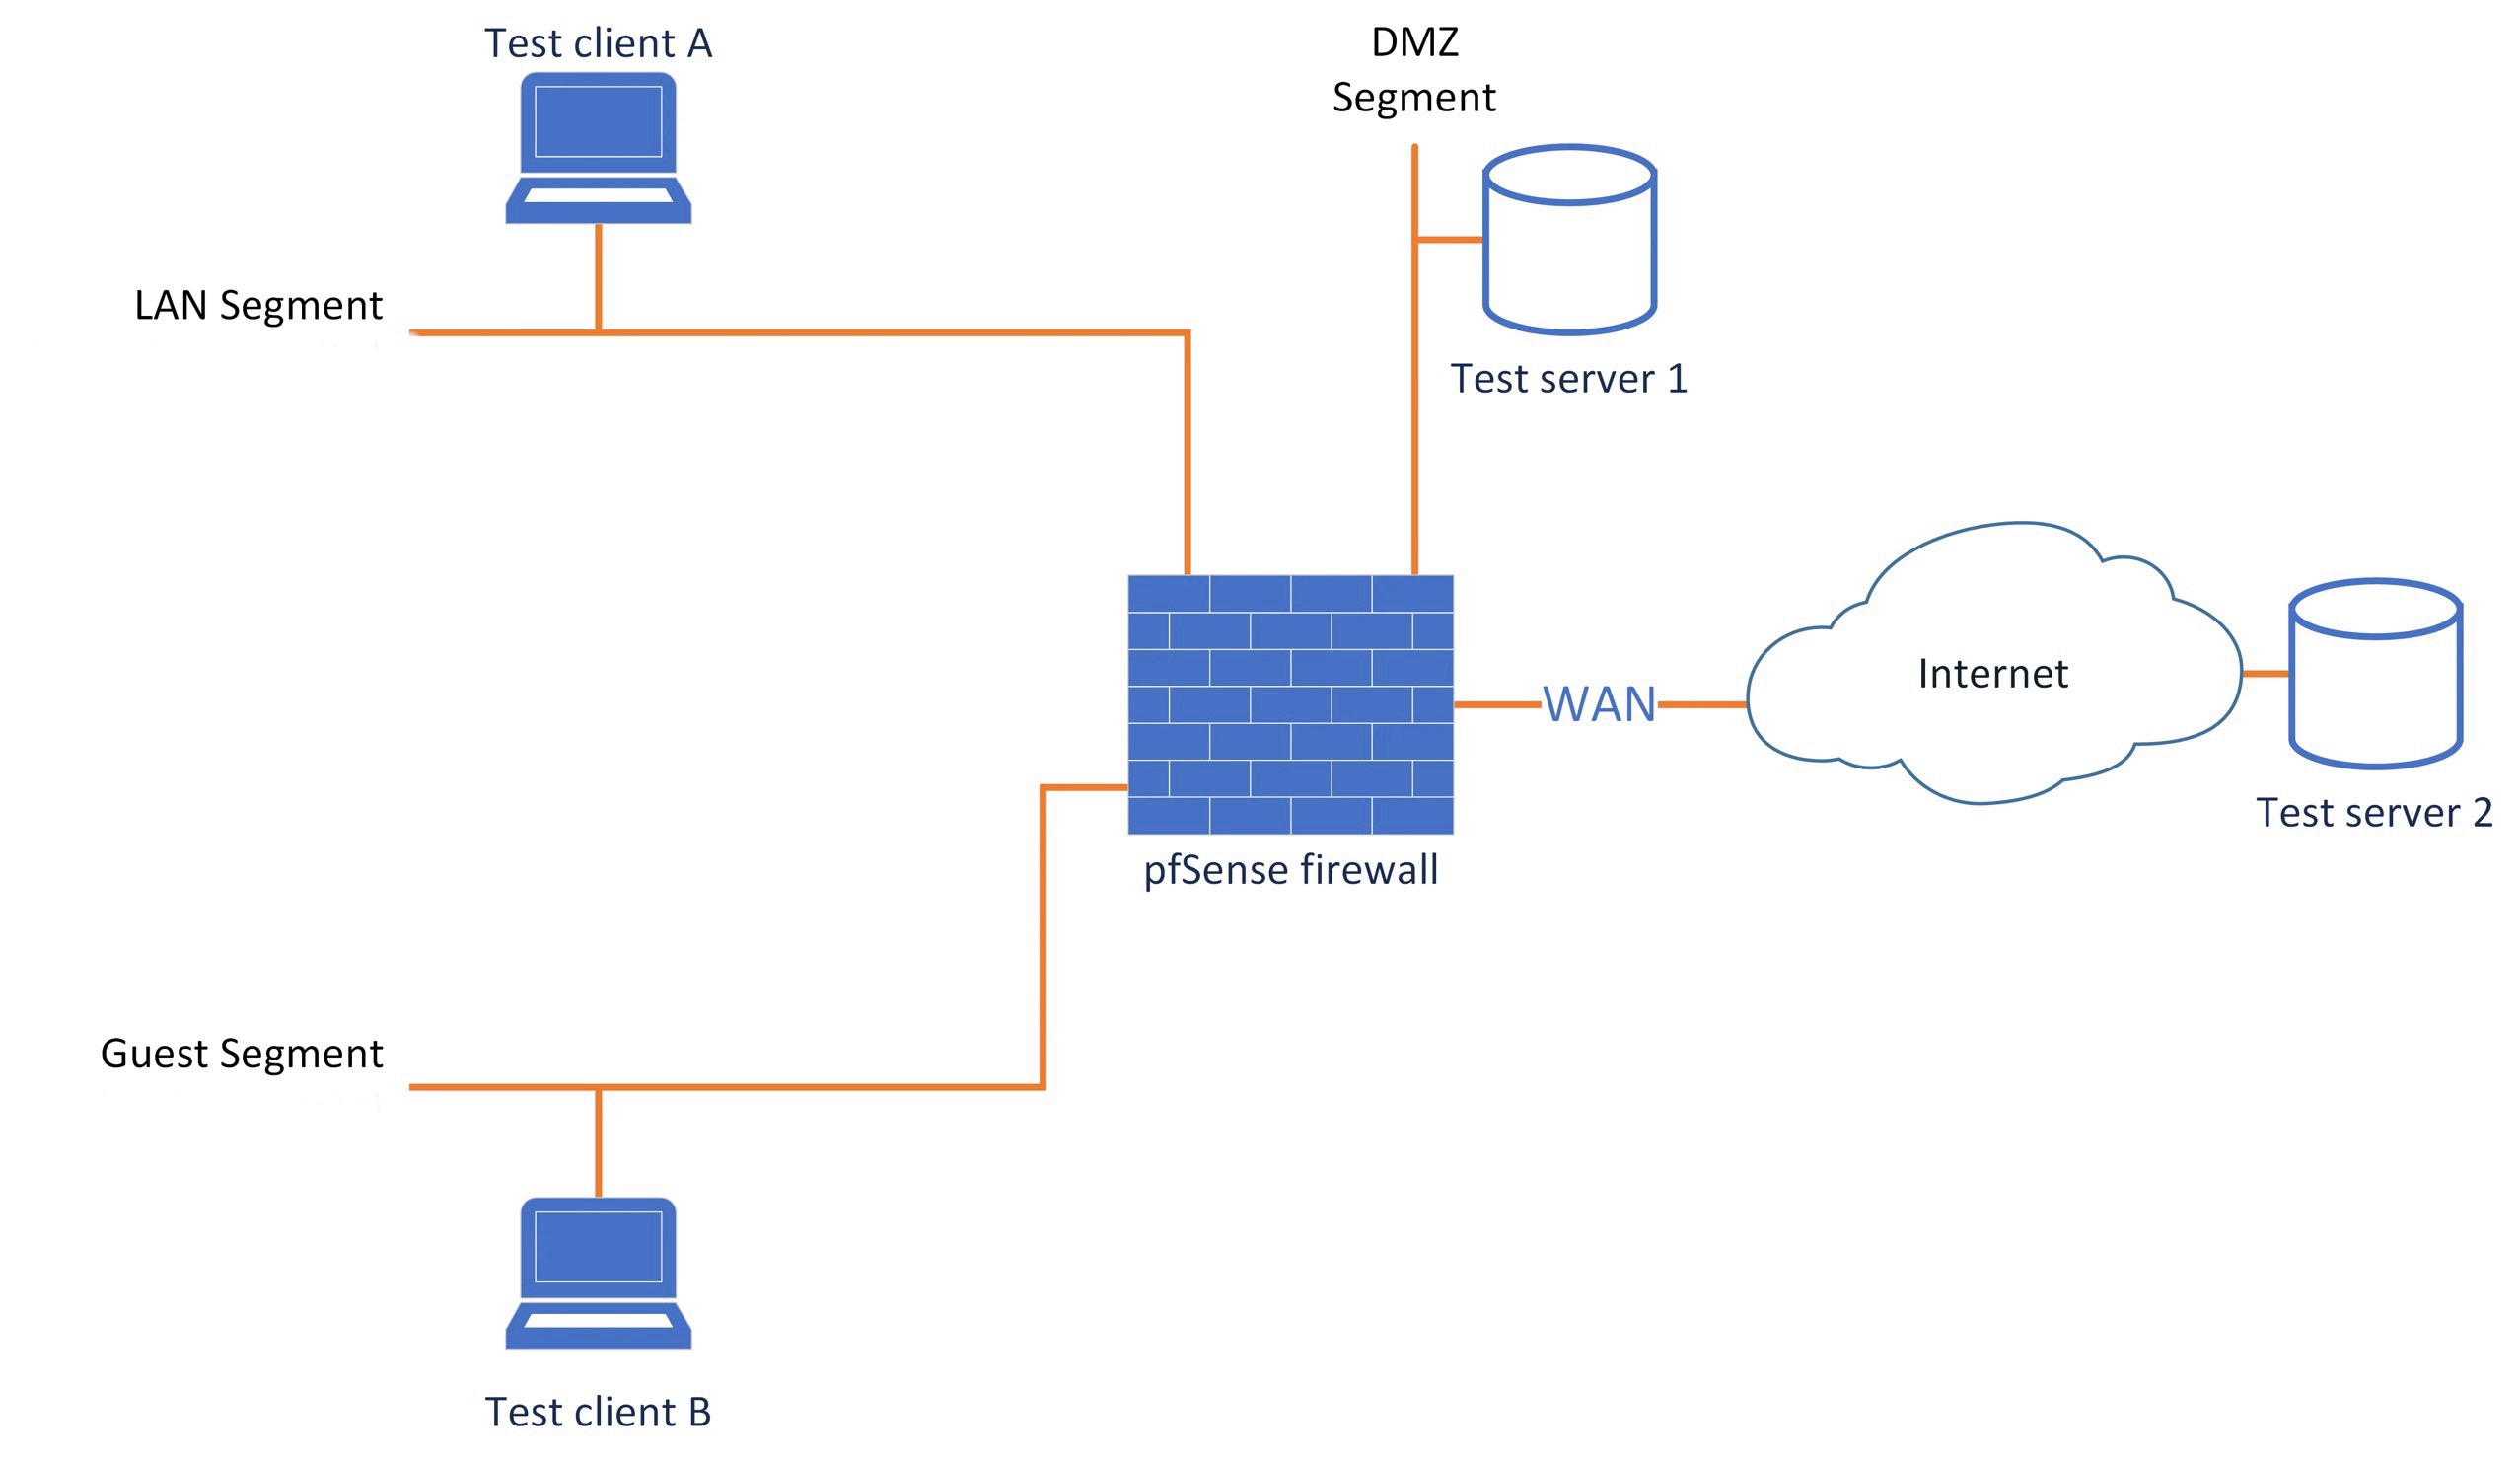 Test client A
DMZ
Segment
LAN Segment
Test server 1
Internet
WAN
Test server 2
pfSense firewall
Guest Segment
Test client B